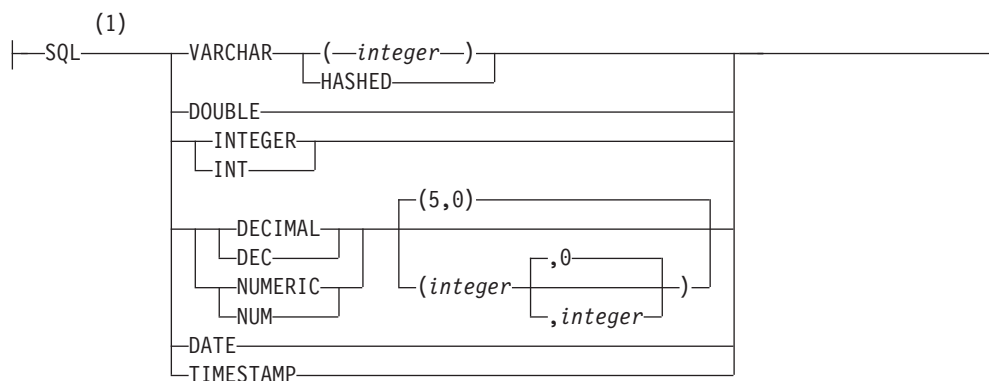 (1)
SQL VARCHAR (integer)
HASHED
DOUBLE
INTEGER
INT
(5,0)
DECIMAL
DEC ,0
NUMERIC (integer )
NUM ,integer
DATE
TIMESTAMP